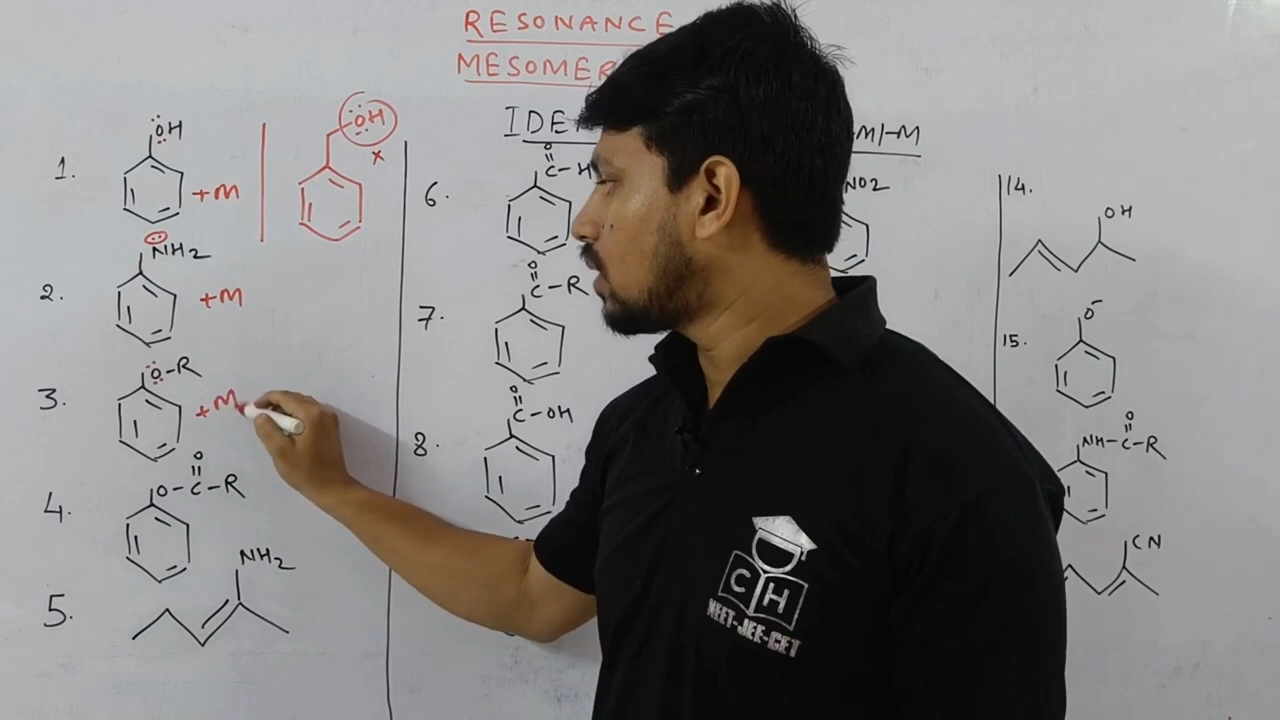 RESONANCE
MESOMER
IDE M/-M
1. ÖH +M OH x
2. NH2 +M
3. O-R +M
4. O-C-R
O
5. NH2
6. O
C-H
7. O
C-R
8. O
C-OH
NO2
14. OH
15. O-
NH-C-R
O
CN
C H
NEET-JEE-CET